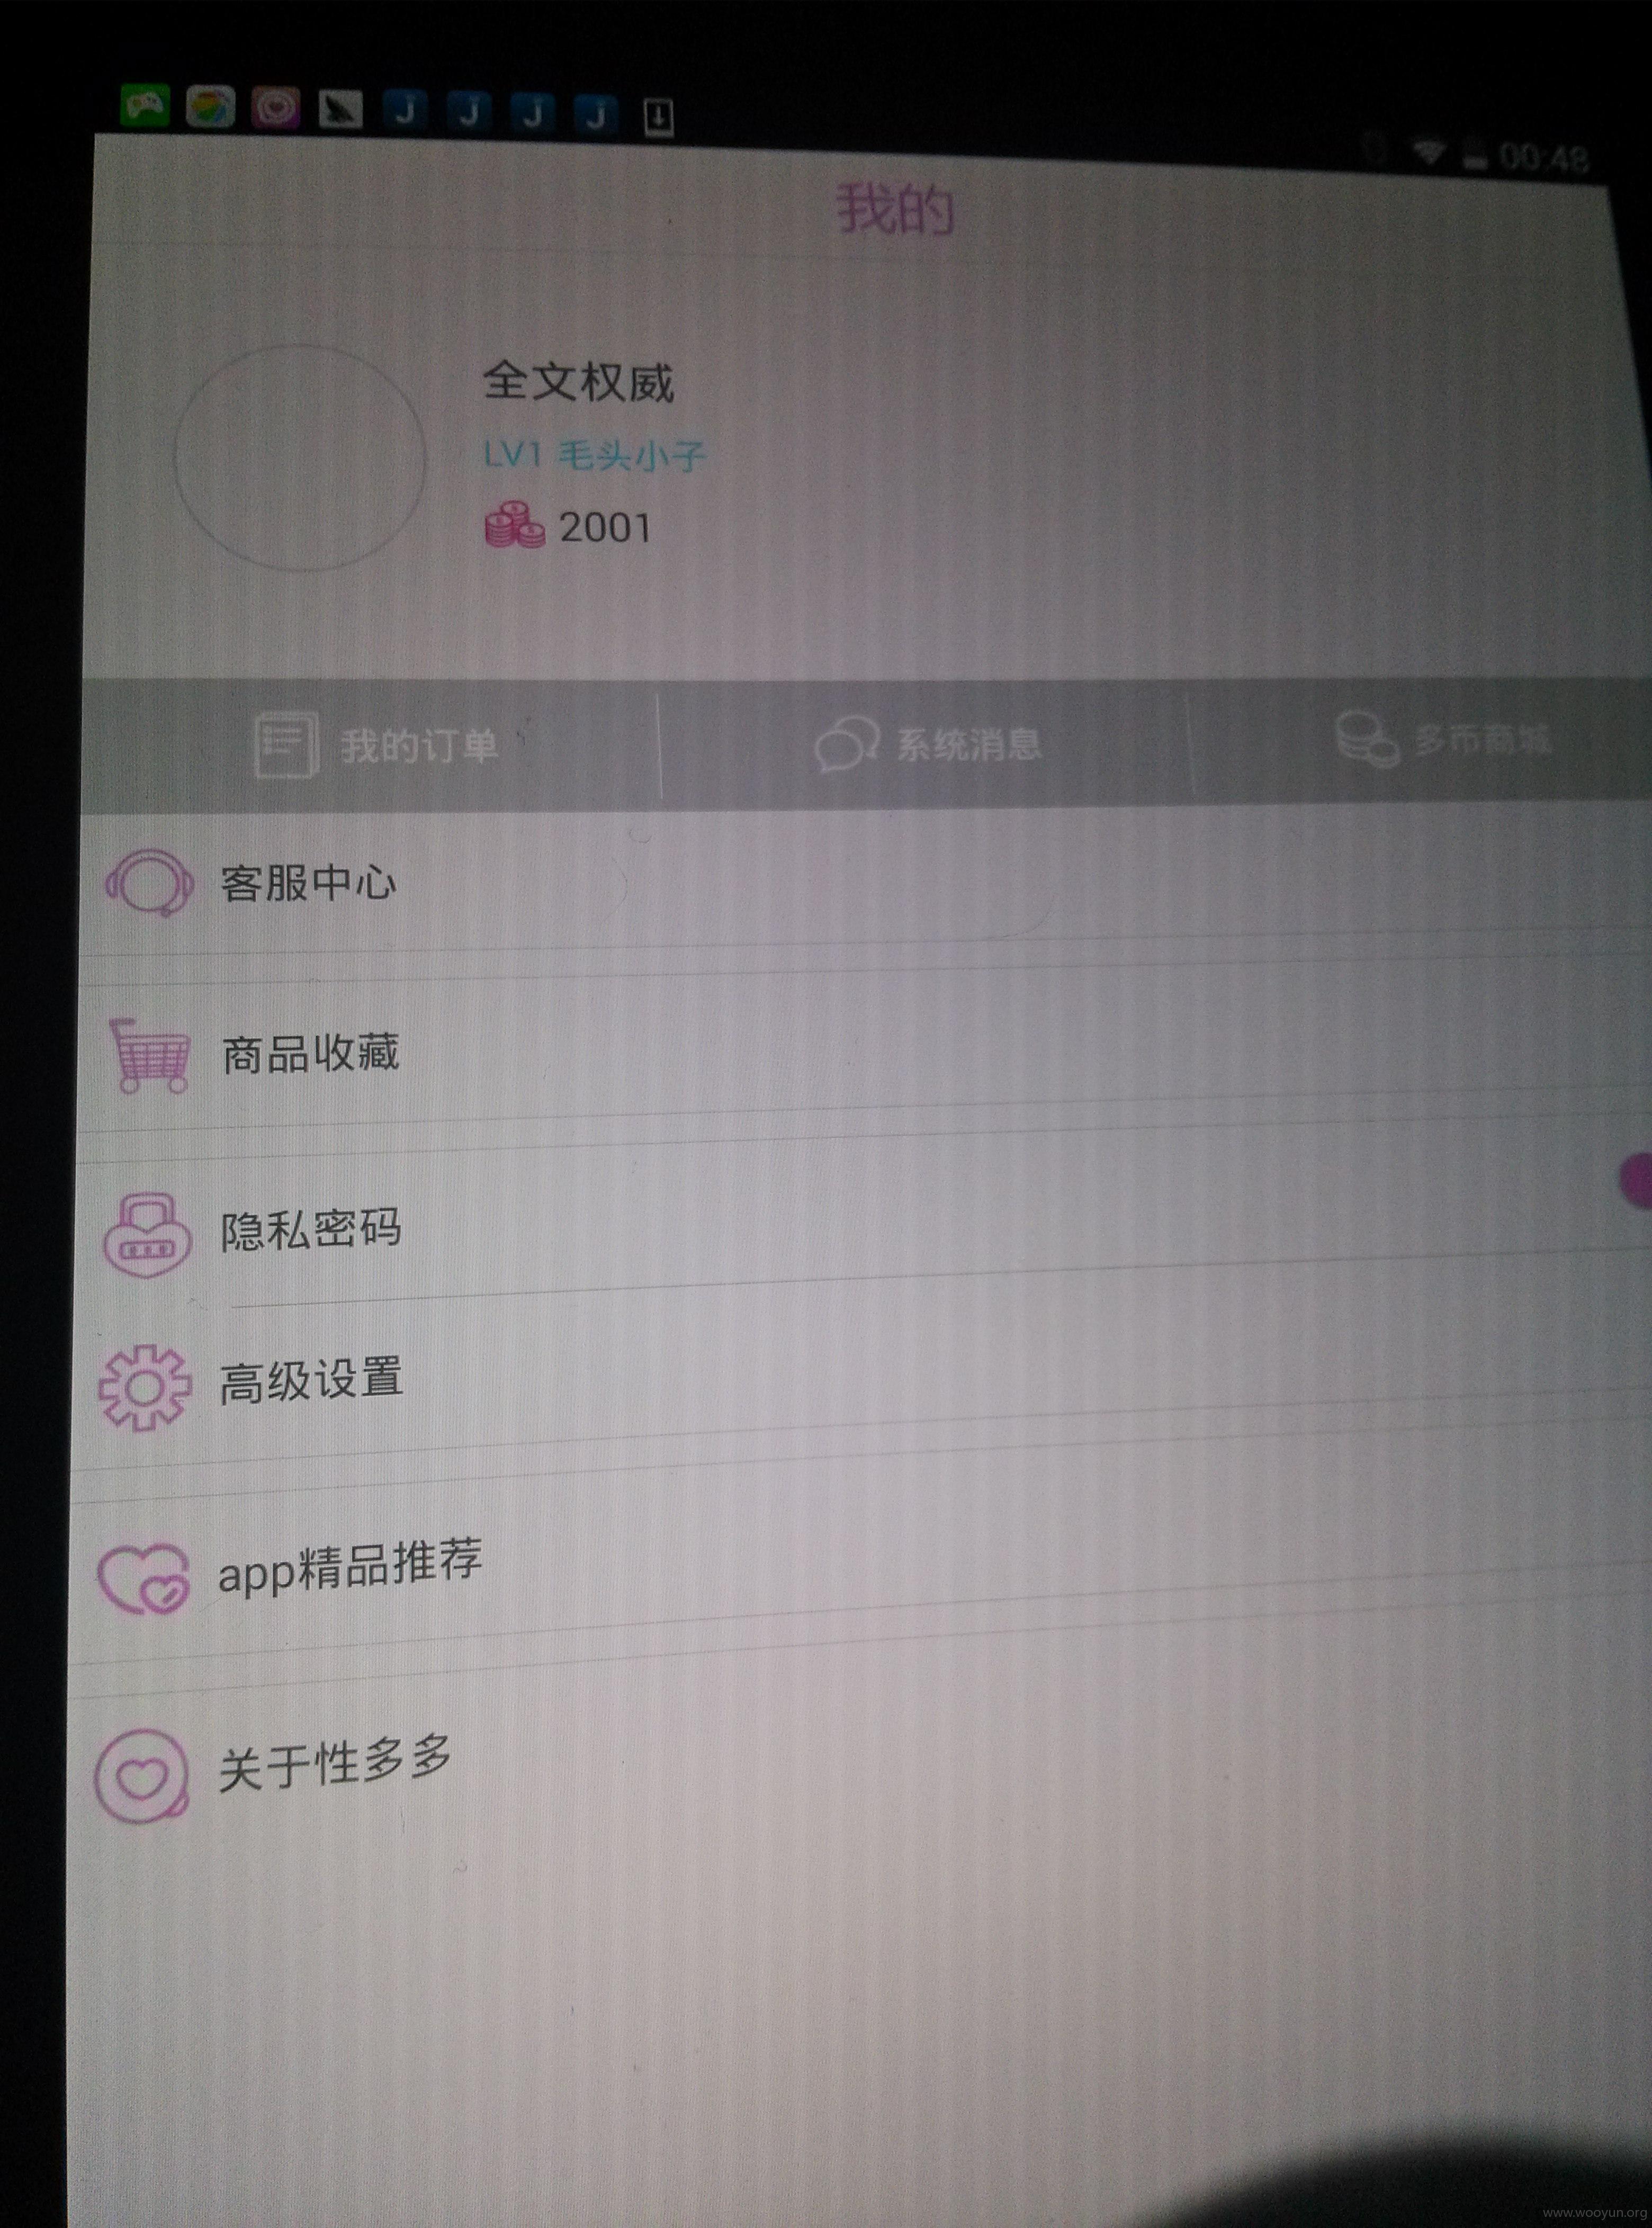 00:48
我的
全文权威
LV1 毛头小子
2001
我的订单 系统消息 多币商城
客服中心
商品收藏
隐私密码
高级设置
app精品推荐
关于性多多
www.wooyun.org